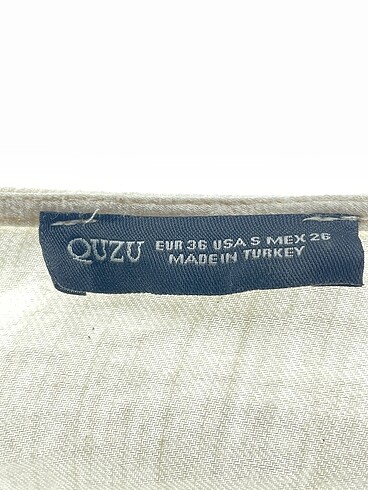 QUZU
EUR 36 USA S MEX 26
MADE IN TURKEY